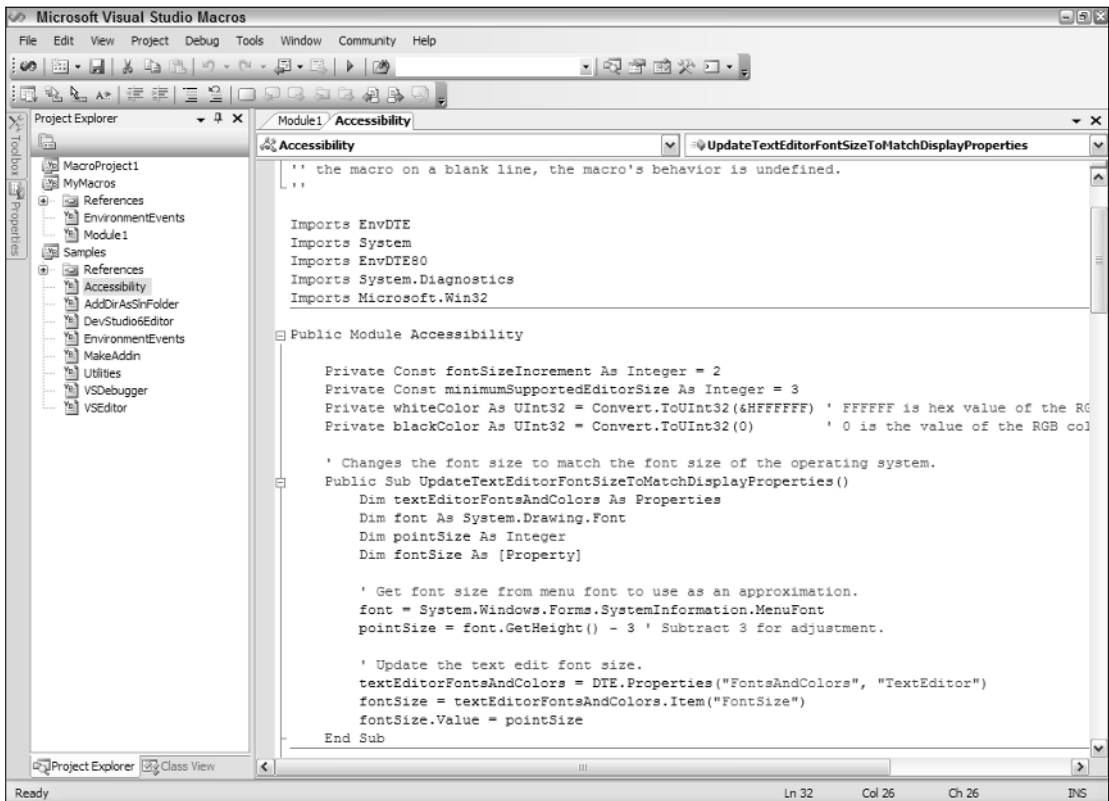 Microsoft Visual Studio Macros
File Edit View Project Debug Tools Window Community Help
Toolbox
Properties
Project Explorer
MacroProject1
MyMacros
References
EnvironmentEvents
Module1
Samples
References
Accessibility
AddDirAsSlnFolder
DevStudio6Editor
EnvironmentEvents
MakeAddin
Utilities
VSDebugger
VSEditor
Project Explorer Class View
Module1 Accessibility
Accessibility UpdateTextEditorFontSizeToMatchDisplayProperties
'' the macro on a blank line, the macro's behavior is undefined.
''
Imports EnvDTE
Imports System
Imports EnvDTE80
Imports System.Diagnostics
Imports Microsoft.Win32
Public Module Accessibility
Private Const fontSizeIncrement As Integer = 2
Private Const minimumSupportedEditorSize As Integer = 3
Private whiteColor As UInt32 = Convert.ToUInt32(&HFFFFFF) ' FFFFFF is hex value of the RG
Private blackColor As UInt32 = Convert.ToUInt32(0) ' 0 is the value of the RGB col
' Changes the font size to match the font size of the operating system.
Public Sub UpdateTextEditorFontSizeToMatchDisplayProperties()
Dim textEditorFontsAndColors As Properties
Dim font As System.Drawing.Font
Dim pointSize As Integer
Dim fontSize As [Property]
' Get font size from menu font to use as an approximation.
font = System.Windows.Forms.SystemInformation.MenuFont
pointSize = font.GetHeight() - 3 ' Subtract 3 for adjustment.
' Update the text edit font size.
textEditorFontsAndColors = DTE.Properties("FontsAndColors", "TextEditor")
fontSize = textEditorFontsAndColors.Item("FontSize")
fontSize.Value = pointSize
End Sub
Ready Ln 32 Col 26 Ch 26 INS